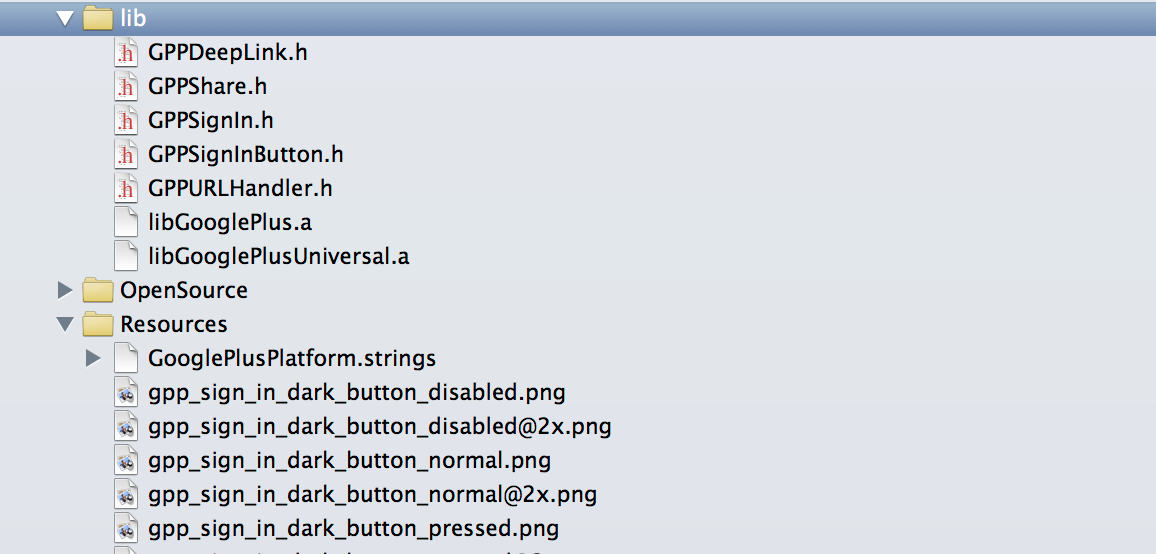 lib
GPPDeepLink.h
GPPShare.h
GPPSignIn.h
GPPSignInButton.h
GPPURLHandler.h
libGooglePlus.a
libGooglePlusUniversal.a
OpenSource
Resources
GooglePlusPlatform.strings
gpp_sign_in_dark_button_disabled.png
gpp_sign_in_dark_button_disabled@2x.png
gpp_sign_in_dark_button_normal.png
gpp_sign_in_dark_button_normal@2x.png
gpp_sign_in_dark_button_pressed.png